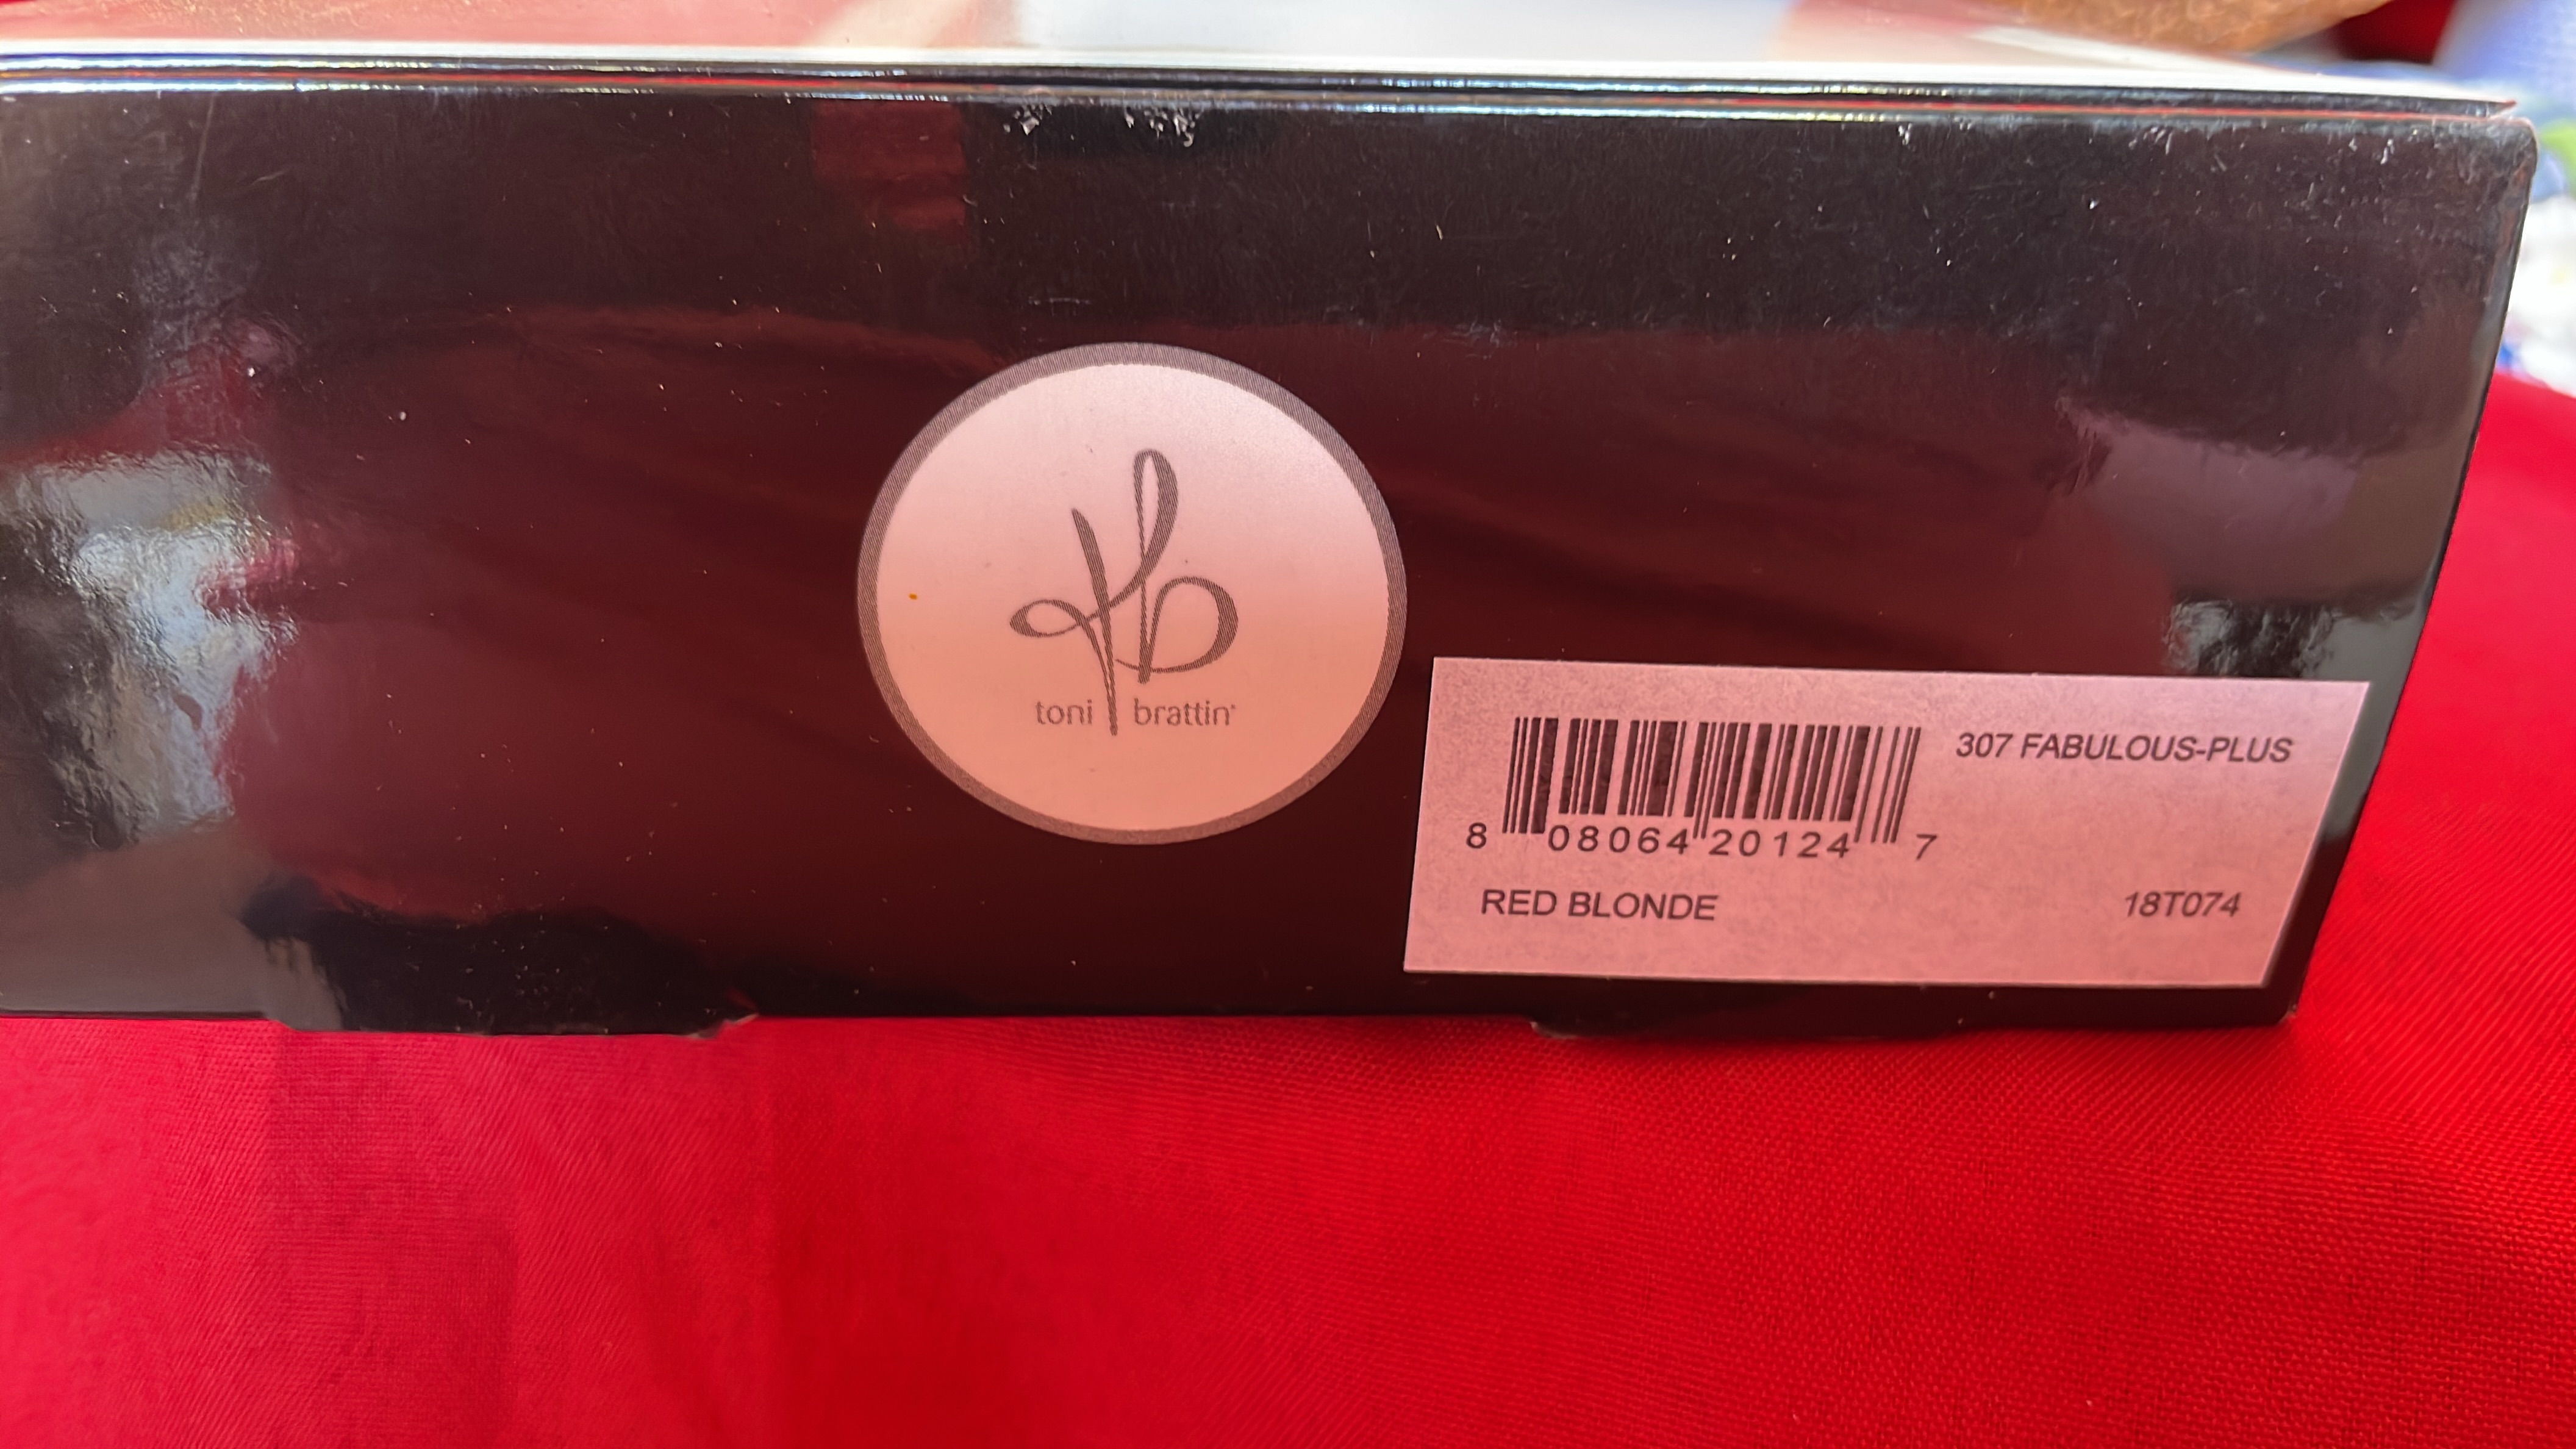 tb
toni brattin®
307 FABULOUS-PLUS
8 08064 20124 7
RED BLONDE
18T074